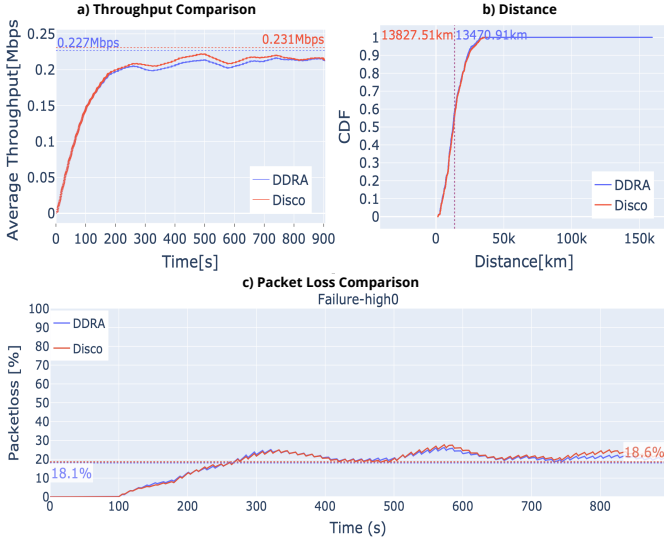 a) Throughput Comparison
Average Throughput[Mbps
0.25
0.2
0.15
0.1
0.05
0
0.227Mbps
0.231Mbps
DDRA
Disco
0 100 200 300 400 500 600 700 800 900
Time[s]
b) Distance
CDF
1
0.9
0.8
0.7
0.6
0.5
0.4
0.3
0.2
0.1
0
13827.51km 13470.91km
DDRA
Disco
0 50k 100k 150k
Distance[km]
c) Packet Loss Comparison
Failure-high0
Packetloss [%]
100
90
80
70
60
50
40
30
20
10
0
DDRA
Disco
18.1%
18.6%
0 100 200 300 400 500 600 700 800
Time (s)